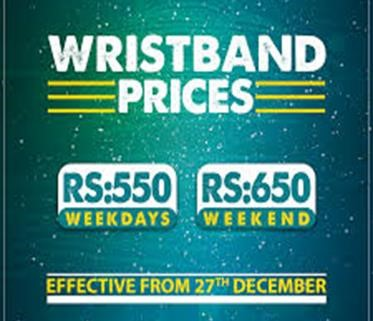 WRISTBAND
PRICES
RS:550 RS:650
WEEKDAYS WEEKEND
EFFECTIVE FROM 27TH DECEMBER